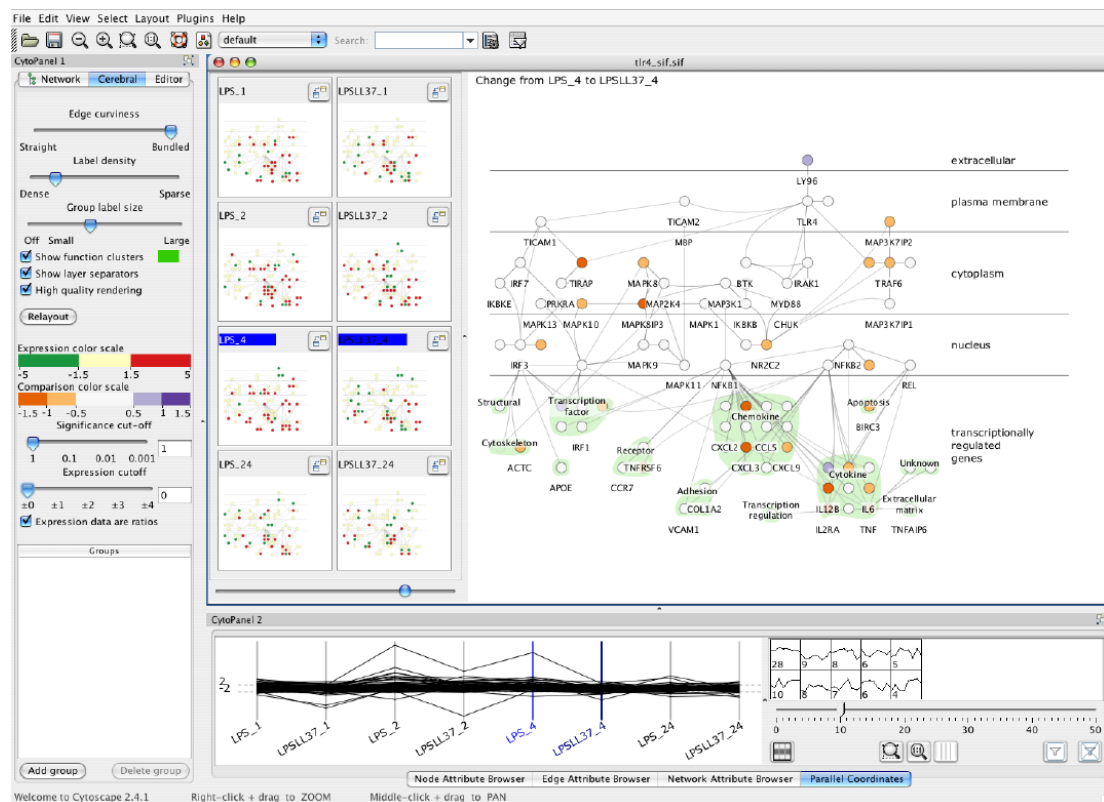 File Edit View Select Layout Plugins Help
default Search:
CytoPanel 1
Network Cerebral Editor
Edge curviness
Straight Bundled
Label density
Dense Sparse
Group label size
Off Small Large
Show function clusters
Show layer separators
High quality rendering
Relayout
Expression color scale
-5 -1.5 1.5 5
Comparison color scale
-1.5 -1 -0.5 0.5 1 1.5
Significance cut-off
1
1 0.1 0.01 0.001
Expression cutoff
0
±0 ±1 ±2 ±3 ±4
Expression data are ratios
Groups
Add group Delete group
tlr4_sif.sif
LPS_1 LPSLL37_1
LPS_2 LPSLL37_2
LPS_4 LPSLL37_4
LPS_24 LPSLL37_24
Change from LPS_4 to LPSLL37_4
extracellular
LY96
plasma membrane
TICAM2 TLR4
TICAM1 MBP MAP3K7IP2
cytoplasm
IRF7 TIRAP MAPK8 BTK IRAK1 TRAF6
IKBKE PRKRA MAP2K4 MAP3K1 MYD88
MAPK13 MAPK10 MAPK8IP3 MAPK1 IKBKB CHUK MAP3K7IP1
nucleus
IRF3 MAPK9 NR2C2 NFKB2
MAPK11 NFKB1 REL
Structural Transcription factor Chemokine Apoptosis
BIRC3
transcriptionally regulated genes
Cytoskeleton IRF1 Receptor CXCL2 CCL5
ACTC TNFRSF6 CXCL3 CXCL9 Cytokine Unknown
APOE CCR7 Adhesion
COL1A2 Transcription regulation IL12B IL6 Extracellular matrix
VCAM1 IL2RA TNF TNFAIP6
CytoPanel 2
2
-2
LPS_1 LPSLL37_1 LPS_2 LPSLL37_2 LPS_4 LPSLL37_4 LPS_24 LPSLL37_24
28 9 8 6 5
10 8 7 6 4
0 10 20 30 40 50
Node Attribute Browser Edge Attribute Browser Network Attribute Browser Parallel Coordinates
Welcome to Cytoscape 2.4.1 Right-click + drag to ZOOM Middle-click + drag to PAN